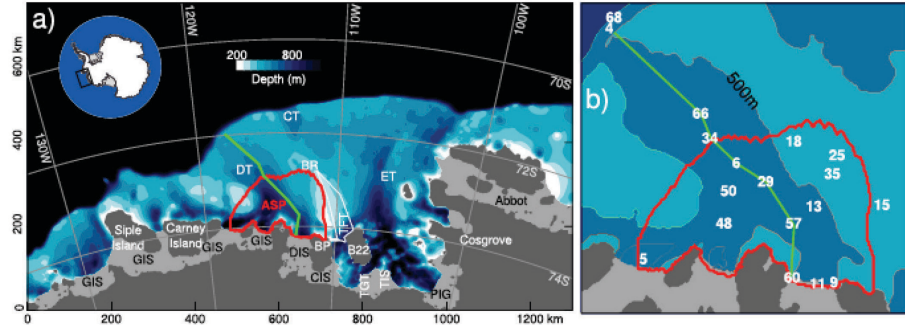 a)
120W
110W
600 km
200 800
Depth (m)
70S
CT
400
130W
DT
BR
ET
72S
ASP
Abbot
TT
Siple
Island
Carney
Island
GIS
GIS
GIS
BP
B22
Cosgrove
200
DIS
GIS
CIS
TGT
TIS
74S
PIG
0
0 200 400 600 800 1000 1200 km
b)
68
4
500m
66
34
18
25
6
35
29
50
13
15
48
57
5
60
11
9